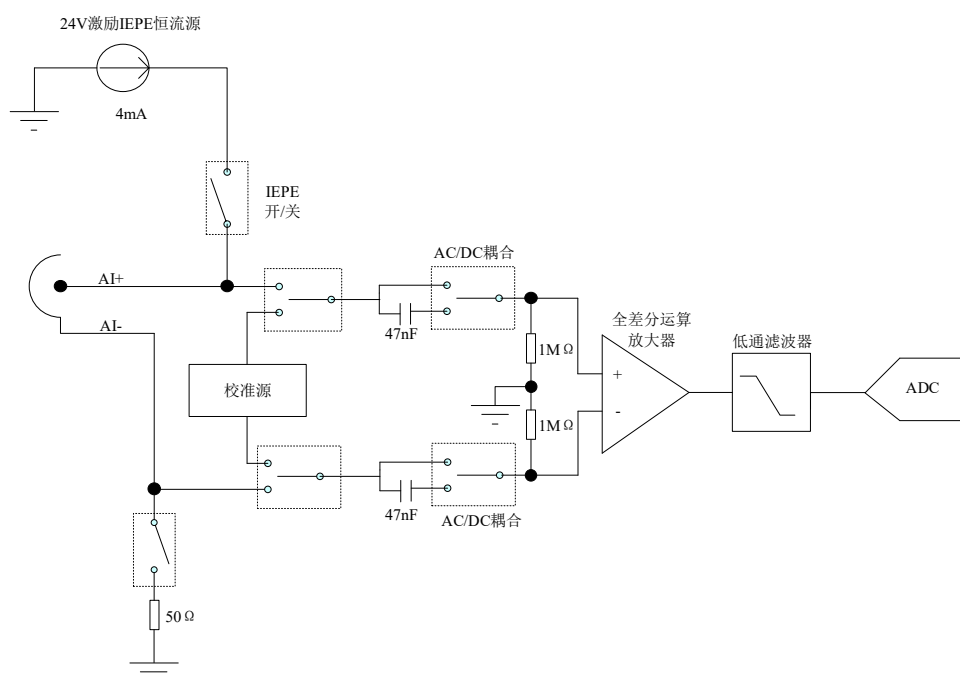 24V激励IEPE恒流源
4mA
IEPE
开/关
AC/DC耦合
AI+
47nF
AI-
全差分运算
放大器
低通滤波器
1MΩ
+
ADC
校准源
-
1MΩ
47nF
AC/DC耦合
50Ω